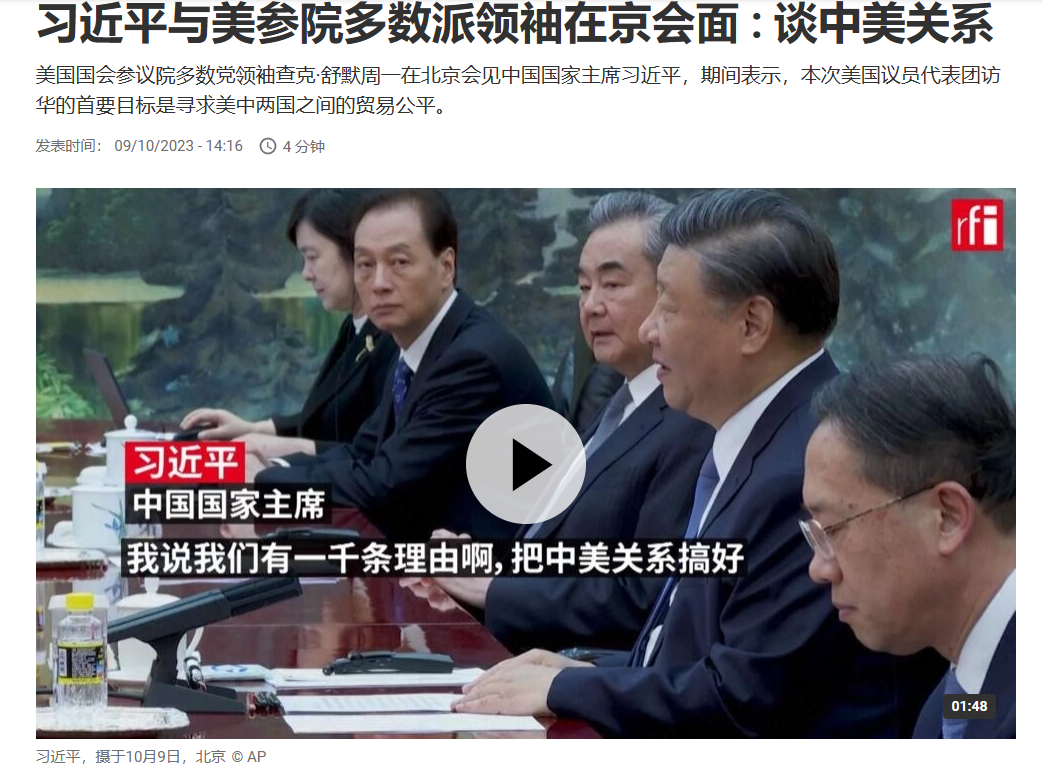 习近平与美参院多数派领袖在京会面:谈中美关系
美国国会参议院多数党领袖查克·舒默周一在北京会见中国国家主席习近平，期间表示，本次美国议员代表团访
华的首要目标是寻求美中两国之间的贸易公平。
发表时间： 09/10/2023 - 14:16 4 分钟
rfi
习近平
中国国家主席
我说我们有一千条理由啊, 把中美关系搞好
01:48
习近平，摄于10月9日，北京 © AP